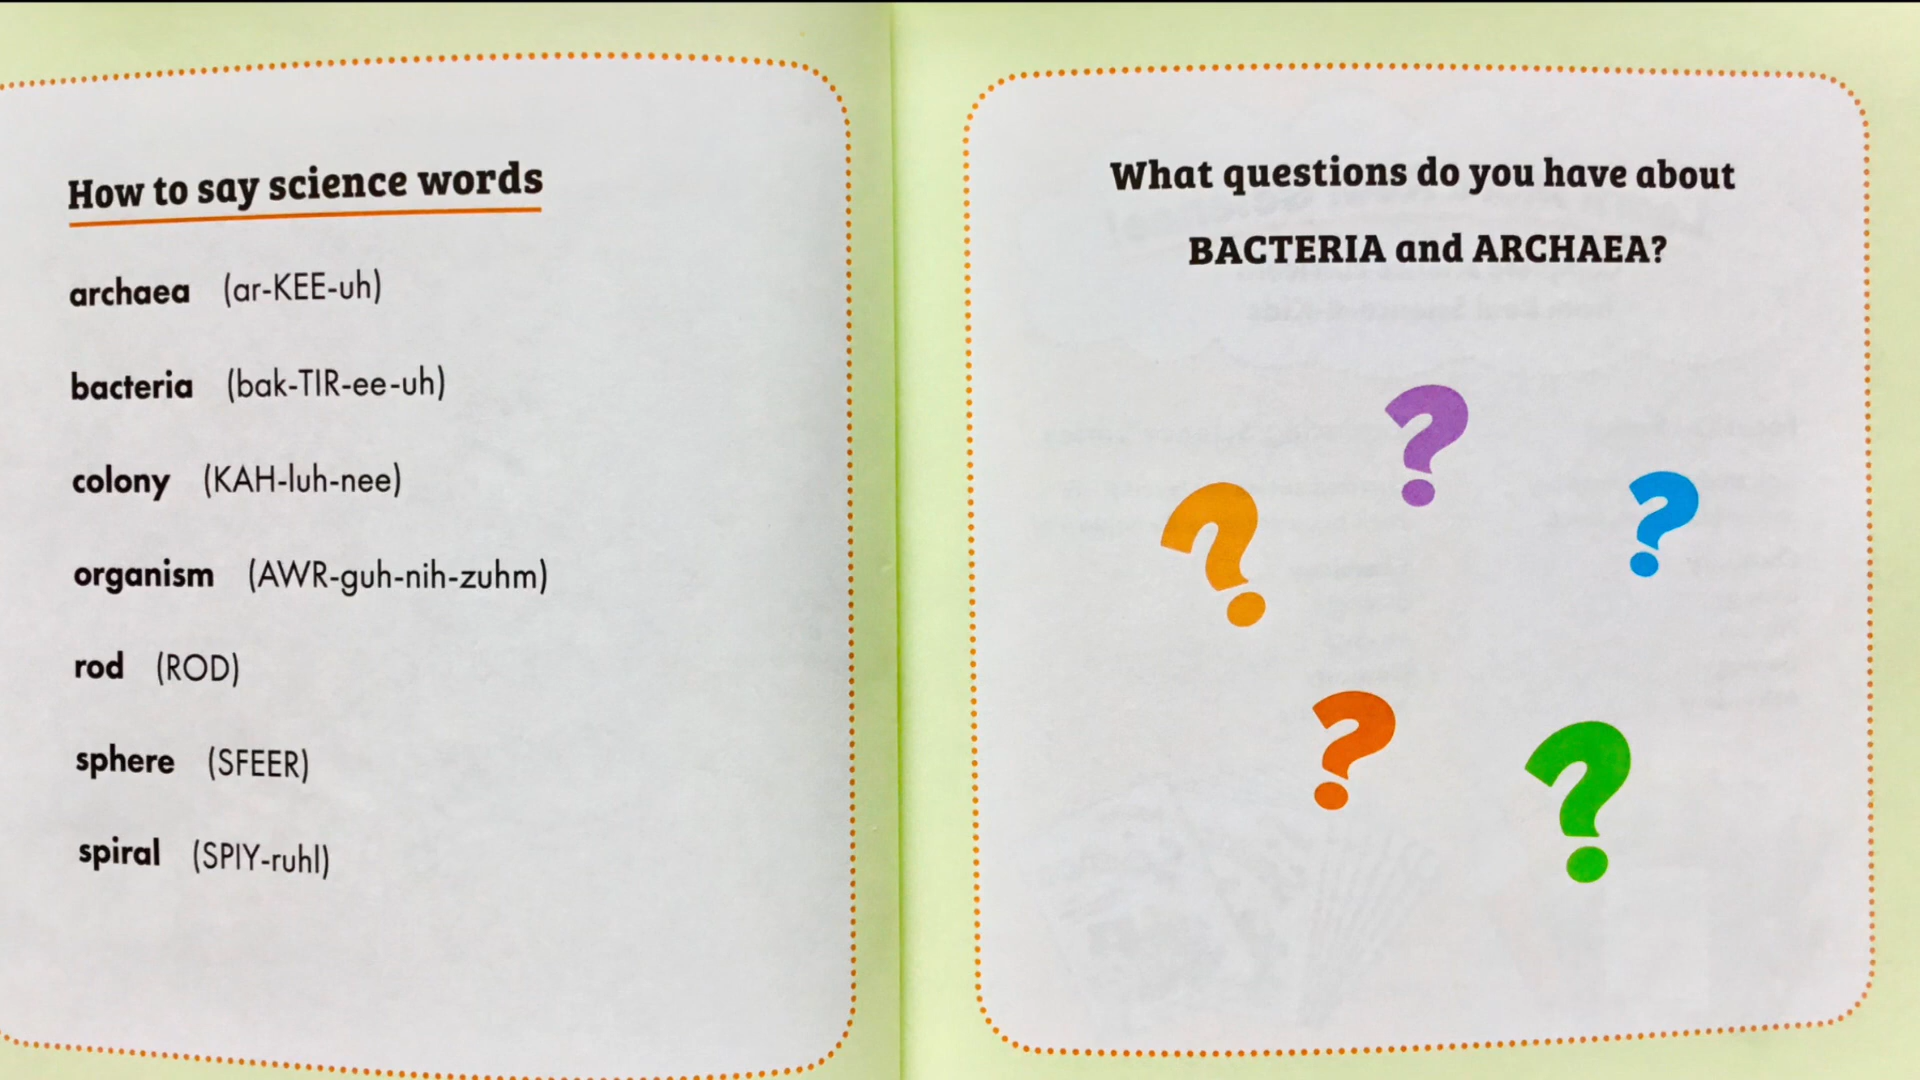 How to say science words
archaea (ar-KEE-uh)
bacteria (bak-TIR-ee-uh)
colony (KAH-luh-nee)
organism (AWR-guh-nih-zuhm)
rod (ROD)
sphere (SFEER)
spiral (SPIY-ruhl)
What questions do you have about
BACTERIA and ARCHAEA?
?
?
?
?
?